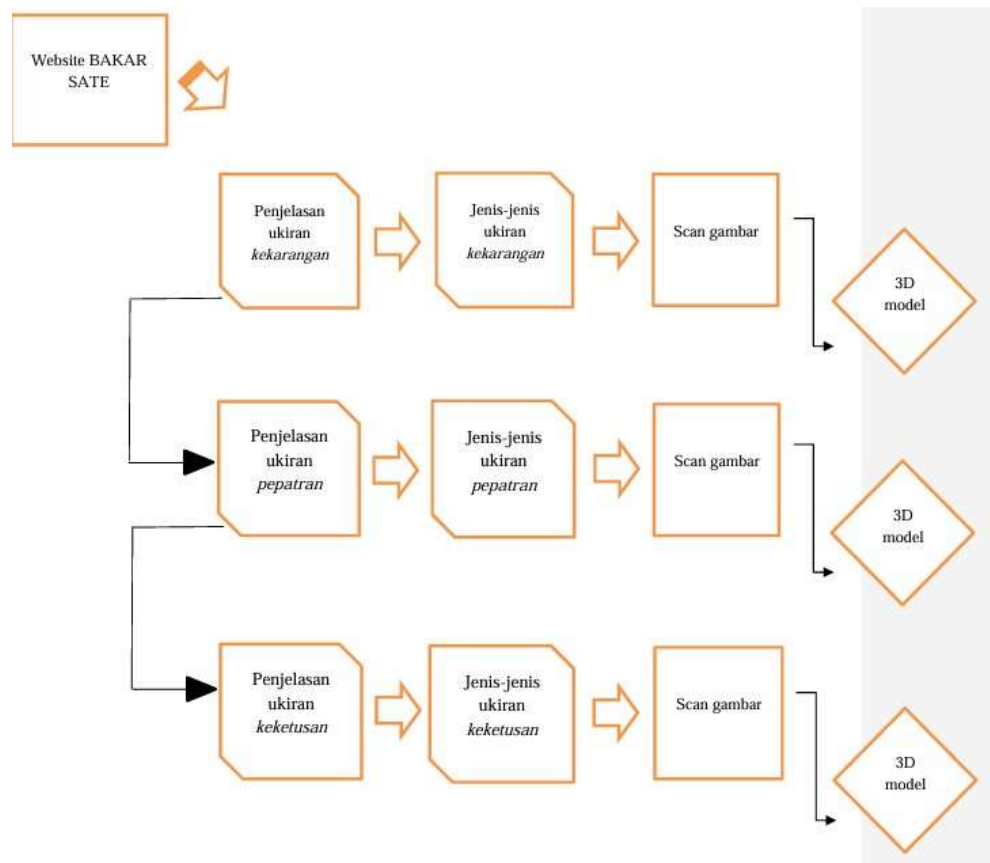 Website BAKAR
SATE
Penjelasan
ukiran
kekarangan
Jenis-jenis
ukiran
kekarangan
Scan gambar
3D
model
Penjelasan
ukiran
pepatran
Jenis-jenis
ukiran
pepatran
Scan gambar
3D
model
Penjelasan
ukiran
keketusan
Jenis-jenis
ukiran
keketusan
Scan gambar
3D
model